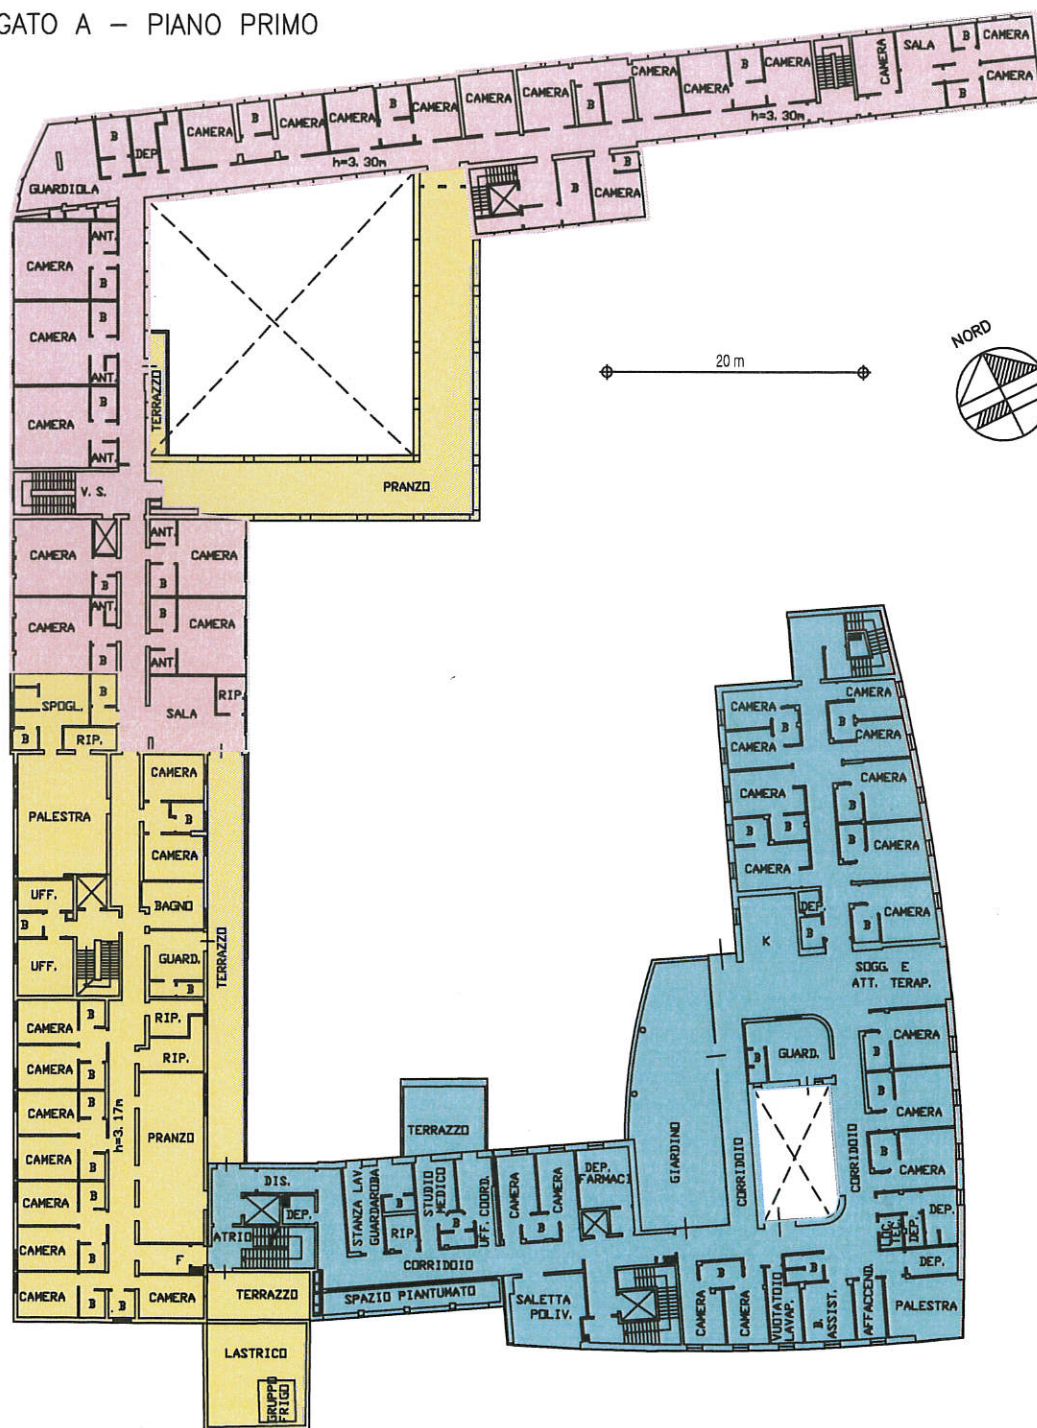 GATO A – PIANO PRIMO
CAMERA
SALA
B
CAMERA
CAMERA
B
CAMERA
B
CAMERA
CAMERA
CAMERA
B
CAMERA
CAMERA
B
CAMERA
CAMERA
CAMERA
B
h=3.30m
B
DEP.
CAMERA
B
CAMERA
h=3.30m
GUARDIOLA
B
CAMERA
ANT.
CAMERA
B
B
CAMERA
ANT.
TERRAZZO
B
CAMERA
ANT.
NORD
20 m
PRANZO
V. S.
CAMERA
B
ANT.
CAMERA
B
ANT.
CAMERA
B
B
CAMERA
ANT.
SPOGL.
B
SALA
RIP.
B
RIP.
CAMERA
PALESTRA
B
CAMERA
UFF.
BAGNO
B
UFF.
GUARD.
B
TERRAZZO
CAMERA
B
RIP.
CAMERA
B
RIP.
CAMERA
B
h=3.17m
PRANZO
CAMERA
CAMERA
B
CAMERA
B
F
CAMERA
B
B
CAMERA
TERRAZZO
LASTRICO
GRUPPO
FRIGO
CAMERA
CAMERA
B
B
CAMERA
CAMERA
CAMERA
CAMERA
B
B
B
B
CAMERA
CAMERA
DEP.
B
B
CAMERA
K
SOGG. E
ATT. TERAP.
GUARD.
B
CAMERA
B
B
CAMERA
GIARDINO
CORRIDOIO
CORRIDOIO
B
CAMERA
TERRAZZO
DIS.
DEP.
ATRIO
STANZA LAV.
GUARDAROBA
B
RIP.
STUDIO
MEDICO
B
UFF. COORD.
CAMERA
CAMERA
B
DEP.
FARMACI
LOC.
TEC.
DEP.
DEP.
DEP.
CORRIDOIO
SPAZIO PIANTUMATO
SALETTA
POLIV.
CAMERA
B
CAMERA
VUOTATOIO
LAVAP.
B
B.
ASSIST.
AFFACCEND.
PALESTRA